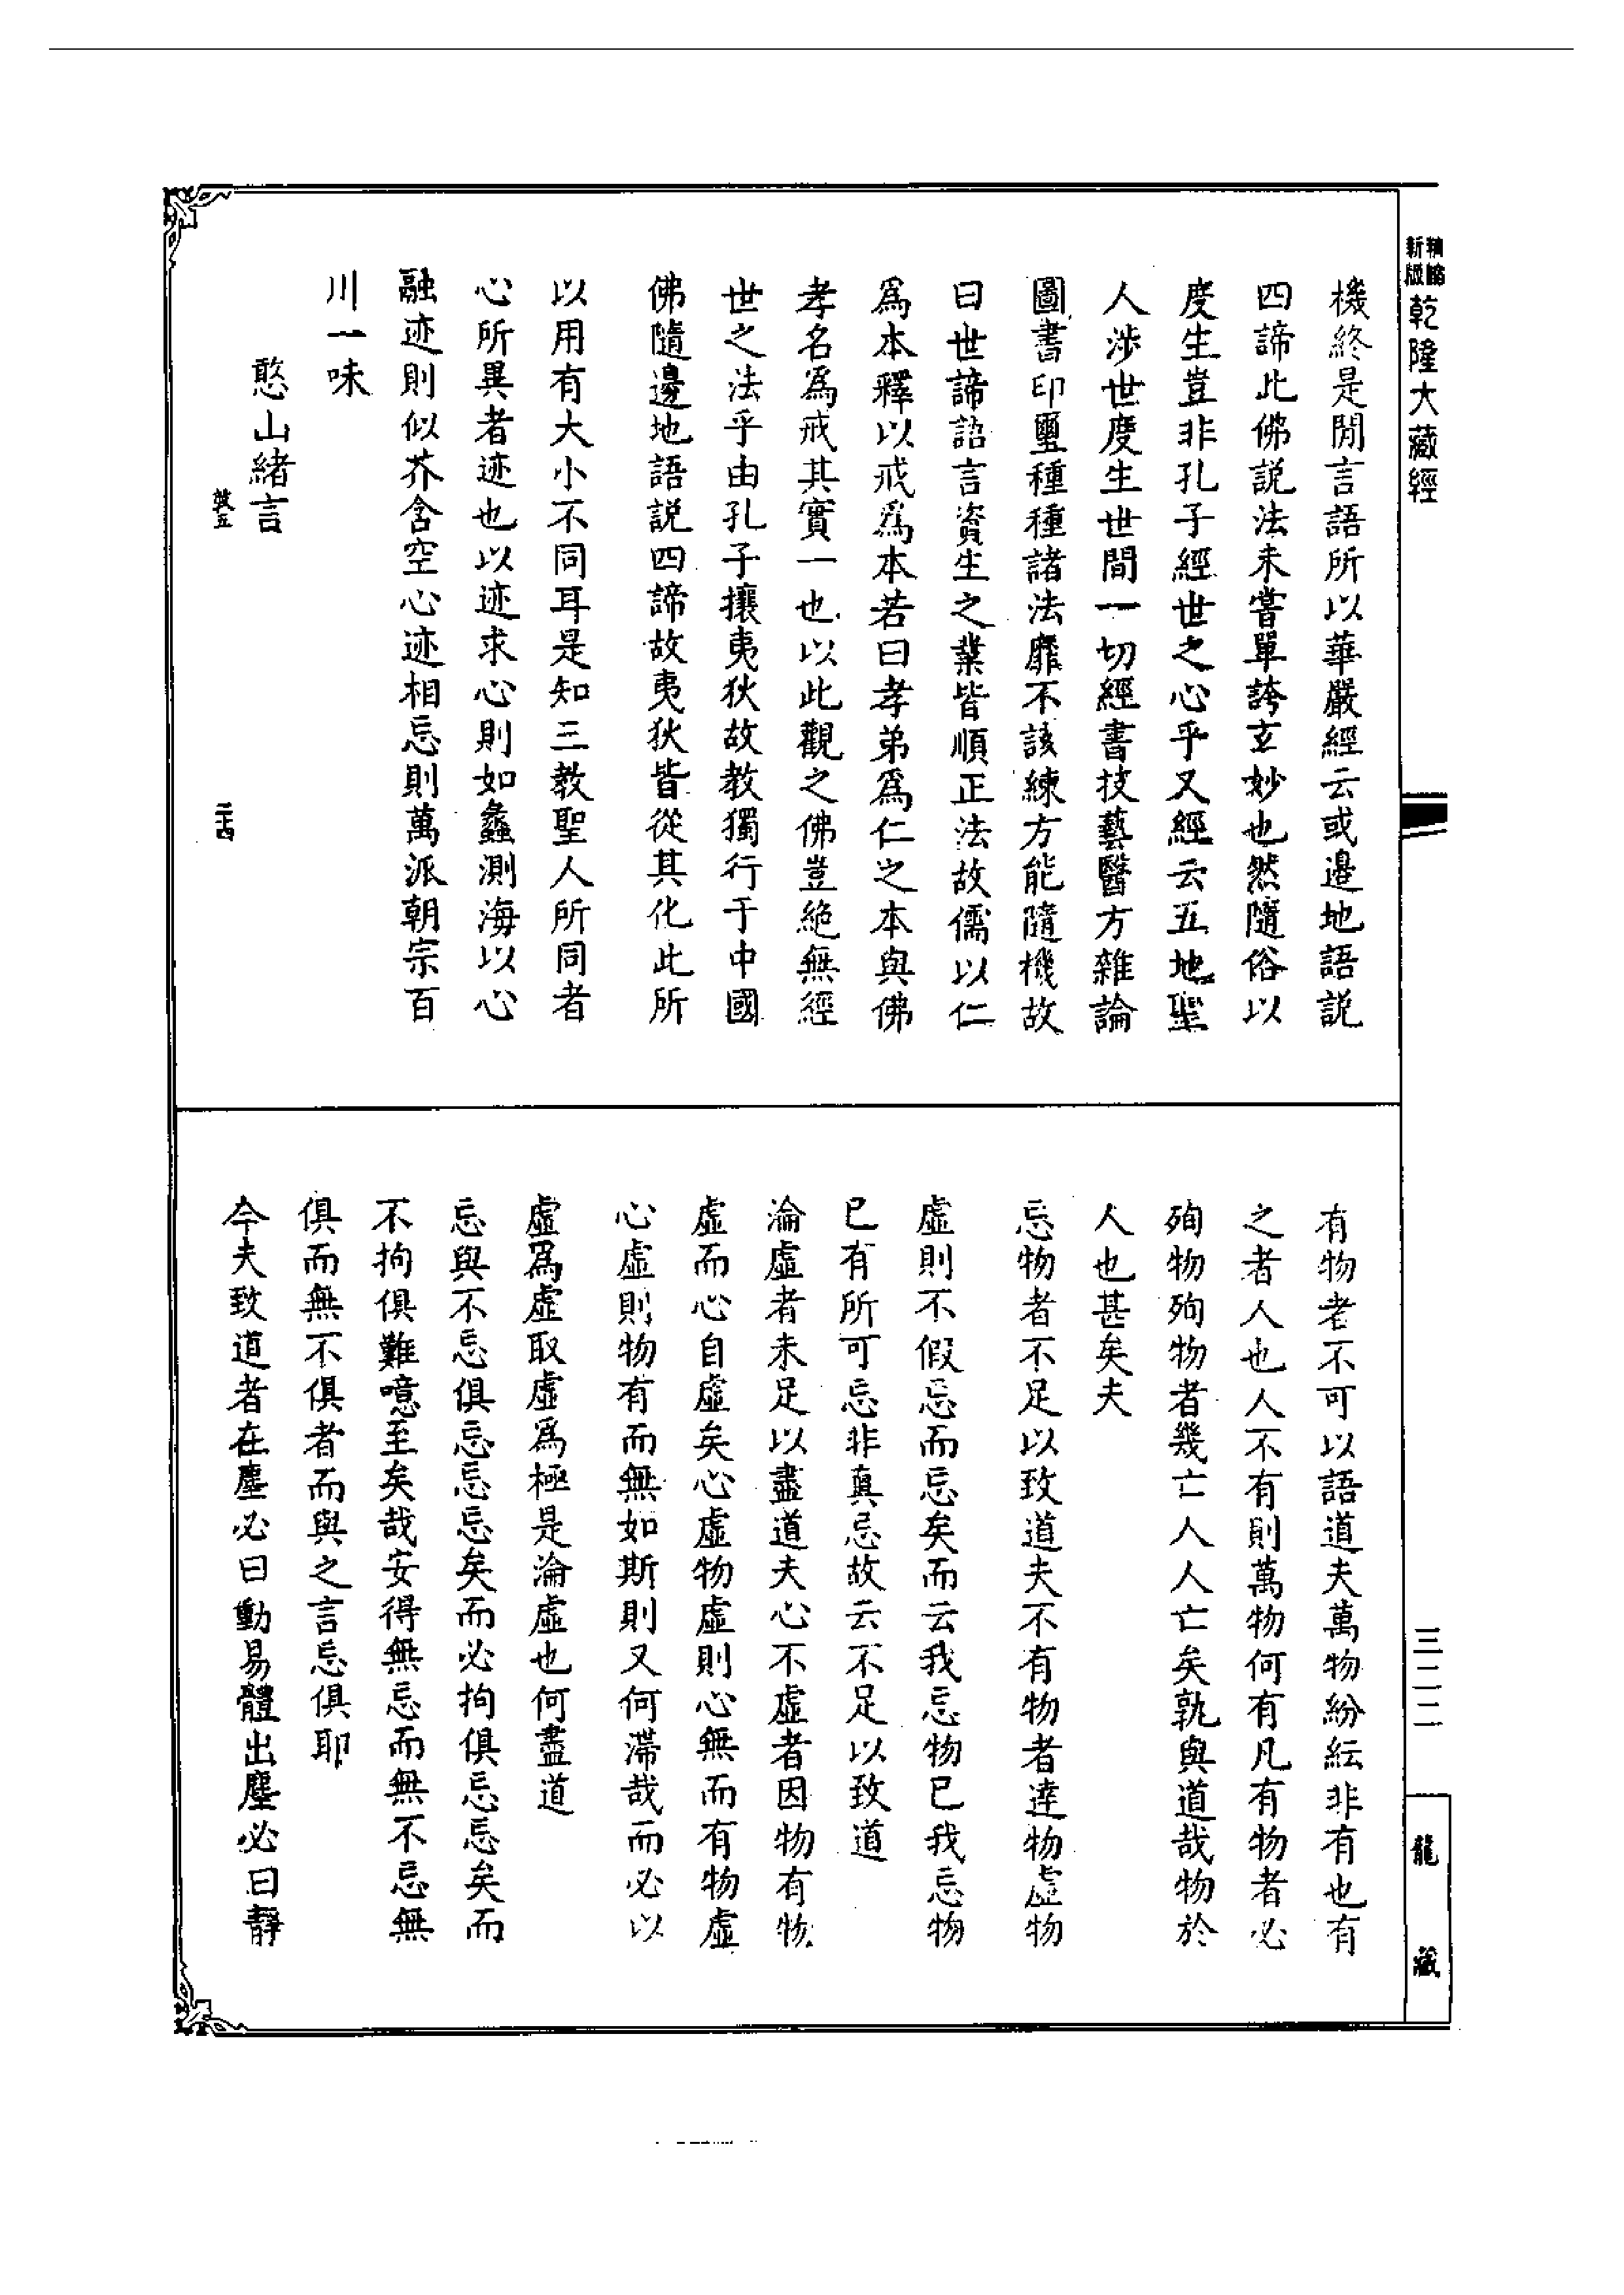 新版
乾隆大藏經
機終是閒言語所以華嚴經云或邊地語説
四諦此佛説法未嘗單誇玄妙也然隨俗以
度生豈非孔子經世之心乎又經云五地聖
人涉世度生世間一切經書技藝醫方雜論
圖書印璽種種諸法靡不該練方能隨機故
曰世諦語言資生之業皆順正法故儒以仁
爲本釋以戒爲本若曰孝弟爲仁之本與佛
孝名爲戒其實一也以此觀之佛豈絶無經
世之法乎由孔子攘夷狄故教獨行于中國
佛隨邊地語説四諦故夷狄皆從其化此所
以用有大小不同耳是知三教聖人所同者
心所異者迹也以迹求心則如蠡測海以心
融迹則似芥含空心迹相忘則萬派朝宗百
川一味
憨山緒言
有物者不可以語道夫萬物紛紜非有也有
之者人也人不有則萬物何有凡有物者必
殉物殉物者幾亡人人亡矣孰與道哉物於
人也甚矣夫
忘物者不足以致道夫不有物者達物虛物
虛則不假忘而忘矣而云我忘物已我忘物
已有所可忘非真忘故云不足以致道
淪虛者未足以盡道夫心不虛者因物有物
虛而心自虛矣心虛物虛則心無而有物虛
心虛則物有而無如斯則又何滯哉而必以
虛爲虛取虛爲極是淪虛也何盡道
忘與不忘俱忘忘忘矣而必拘俱忘忘矣而
不拘俱難噫至矣哉安得無忘而無不忘無
俱而無不俱者而與之言忘俱耶
今夫致道者在塵必曰動易體出塵必曰靜
三二二
龍藏